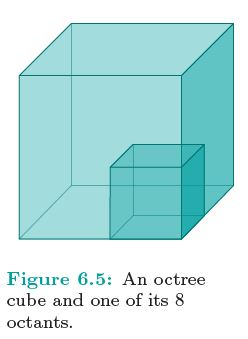 Figure 6.5: An octree
cube and one of its 8
octants.